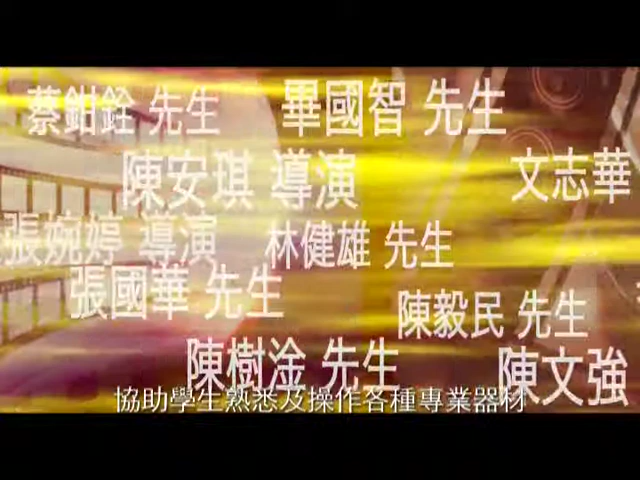 蔡鉗銓 先生
畢國智 先生
陳安琪 導演
文志華
張婉婷 導演
林健雄 先生
張國華 先生
陳毅民 先生
陳樹淦 先生
陳文強
協助學生熟悉及操作各種專業器材